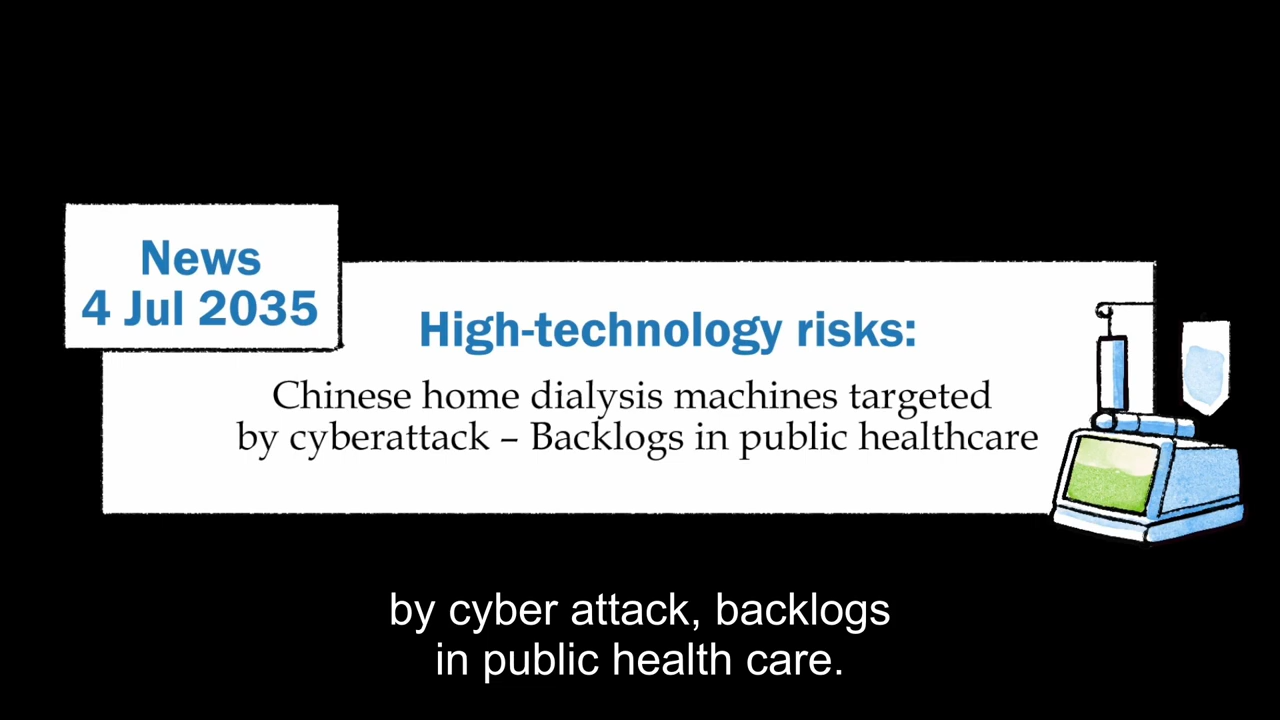 News
4 Jul 2035
High-technology risks:
Chinese home dialysis machines targeted
by cyberattack – Backlogs in public healthcare
by cyber attack, backlogs
in public health care.